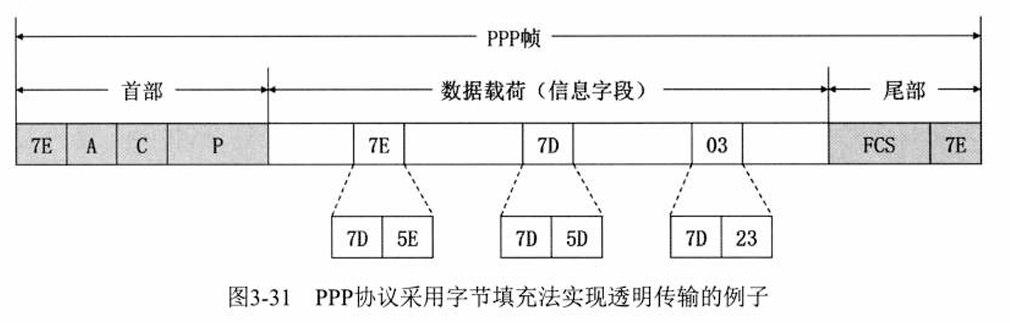 PPP帧
首部 数据载荷（信息字段） 尾部
7E A C P 7E 7D 03 FCS 7E
7D 5E 7D 5D 7D 23
图3-31 PPP协议采用字节填充法实现透明传输的例子